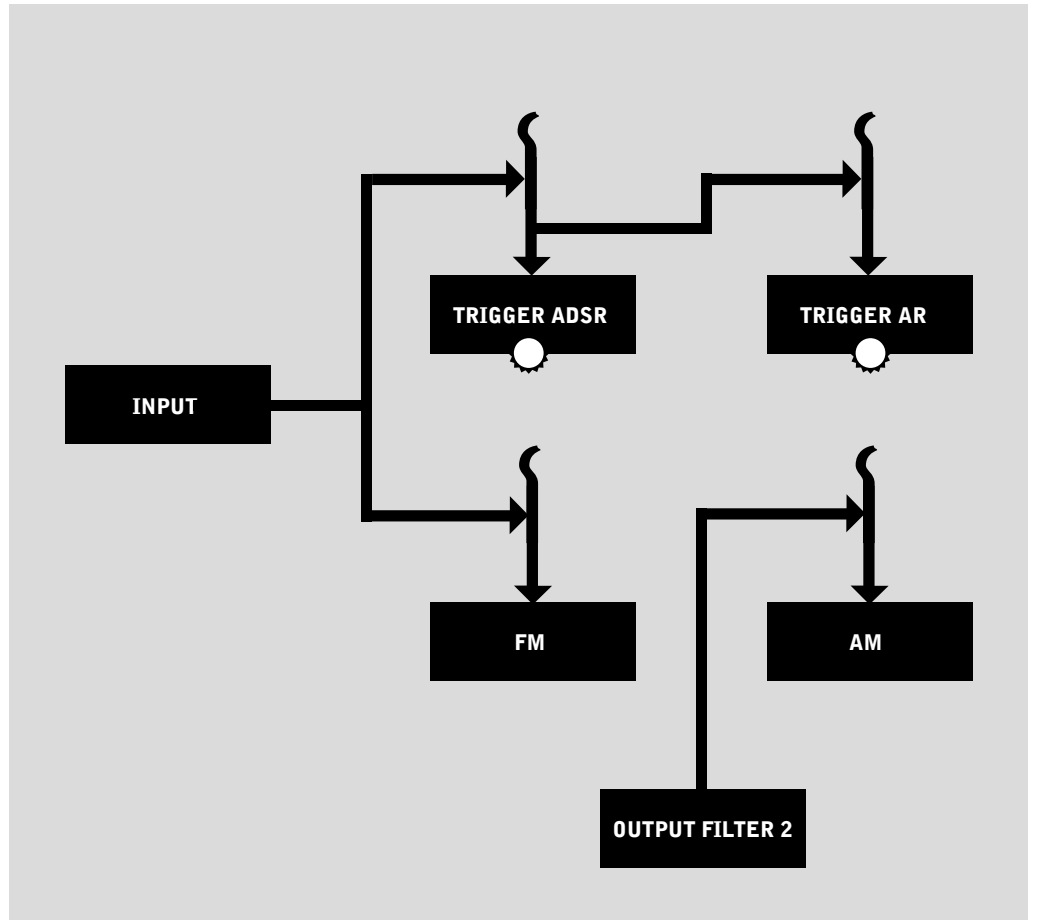 TRIGGER ADSR
TRIGGER AR
INPUT
FM
AM
OUTPUT FILTER 2